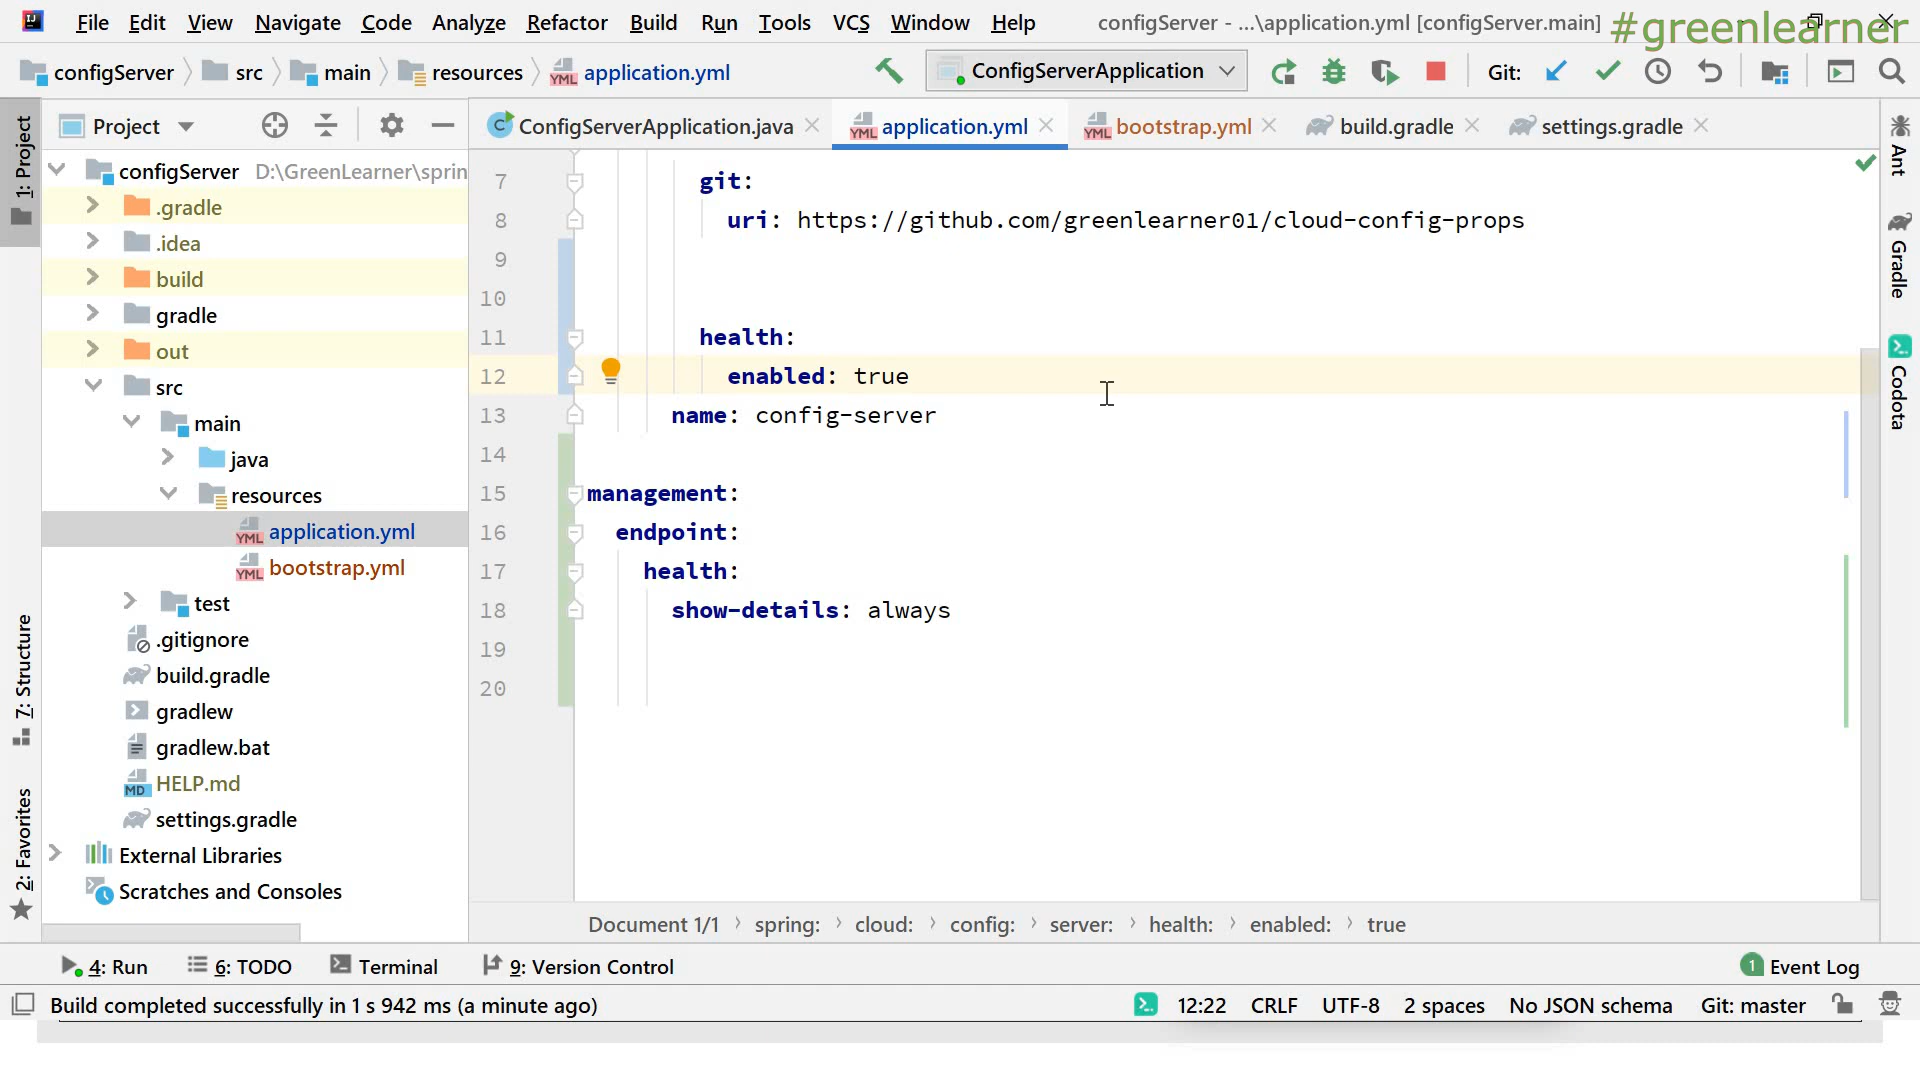 File Edit View Navigate Code Analyze Refactor Build Run Tools VCS Window Help configServer - ...\application.yml [configServer.main]
#greenlearner
configServer src main resources application.yml ConfigServerApplication Git:
Project
ConfigServerApplication.java application.yml bootstrap.yml build.gradle settings.gradle
configServer D:\GreenLearner\sprin
.gradle
.idea
build
gradle
out
src
main
java
resources
application.yml
bootstrap.yml
test
.gitignore
build.gradle
gradlew
gradlew.bat
HELP.md
settings.gradle
External Libraries
Scratches and Consoles
1: Project
7: Structure
2: Favorites
7 git:
8 uri: https://github.com/greenlearner01/cloud-config-props
9
10
11 health:
12 enabled: true
13 name: config-server
14
15 management:
16 endpoint:
17 health:
18 show-details: always
19
20
Ant
Gradle
Codota
Document 1/1 spring: cloud: config: server: health: enabled: true
4: Run 6: TODO Terminal 9: Version Control 1 Event Log
Build completed successfully in 1 s 942 ms (a minute ago) 12:22 CRLF UTF-8 2 spaces No JSON schema Git: master